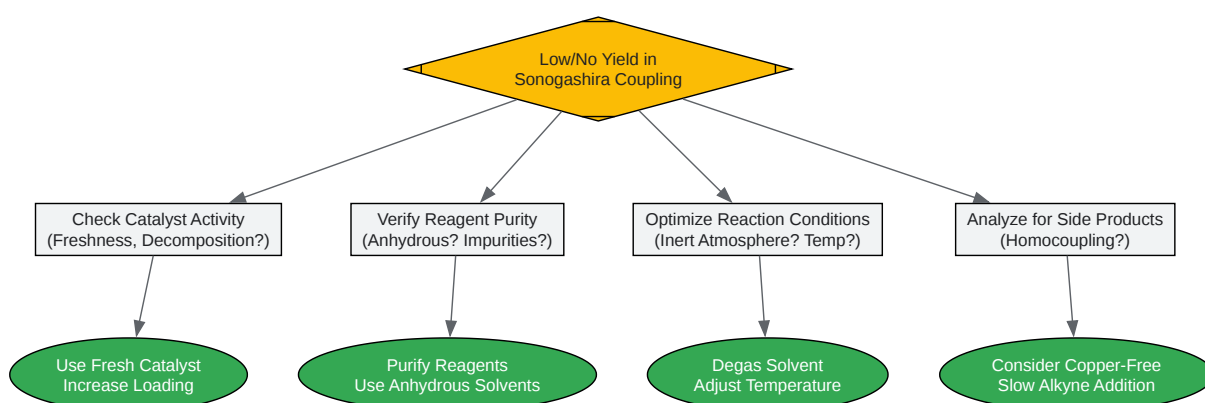 Low/No Yield in
Sonogashira Coupling
Check Catalyst Activity
(Freshness, Decomposition?)
Verify Reagent Purity
(Anhydrous? Impurities?)
Optimize Reaction Conditions
(Inert Atmosphere? Temp?)
Analyze for Side Products
(Homocoupling?)
Use Fresh Catalyst
Increase Loading
Purify Reagents
Use Anhydrous Solvents
Degas Solvent
Adjust Temperature
Consider Copper-Free
Slow Alkyne Addition